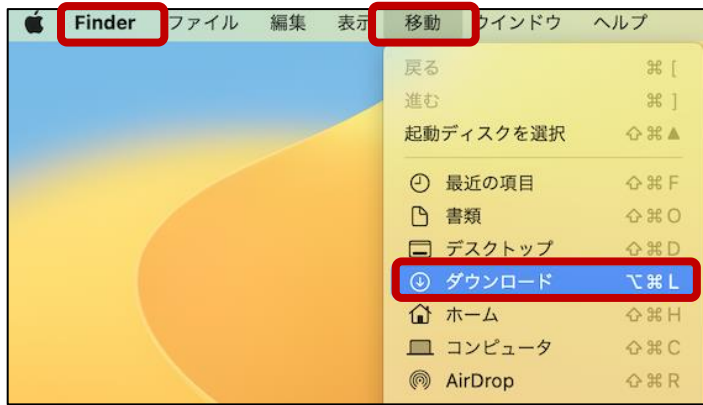 Finder ファイル 編集 表示 移動 ウインドウ ヘルプ
戻る ⌘ [
進む ⌘ ]
起動ディスクを選択 ⇧⌘▲
最近の項目 ⇧⌘F
書類 ⇧⌘O
デスクトップ ⇧⌘D
ダウンロード ⌥⌘L
ホーム ⇧⌘H
コンピュータ ⇧⌘C
AirDrop ⇧⌘R